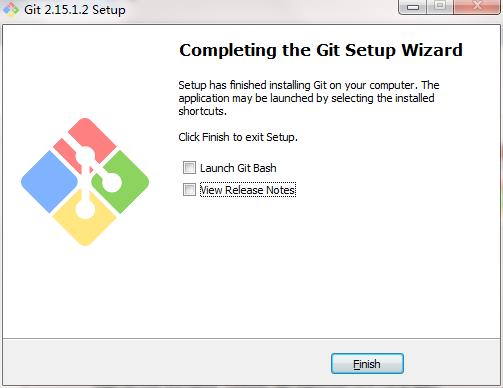 Git 2.15.1.2 Setup
Completing the Git Setup Wizard
Setup has finished installing Git on your computer. The
application may be launched by selecting the installed
shortcuts.
Click Finish to exit Setup.
Launch Git Bash
View Release Notes
Finish